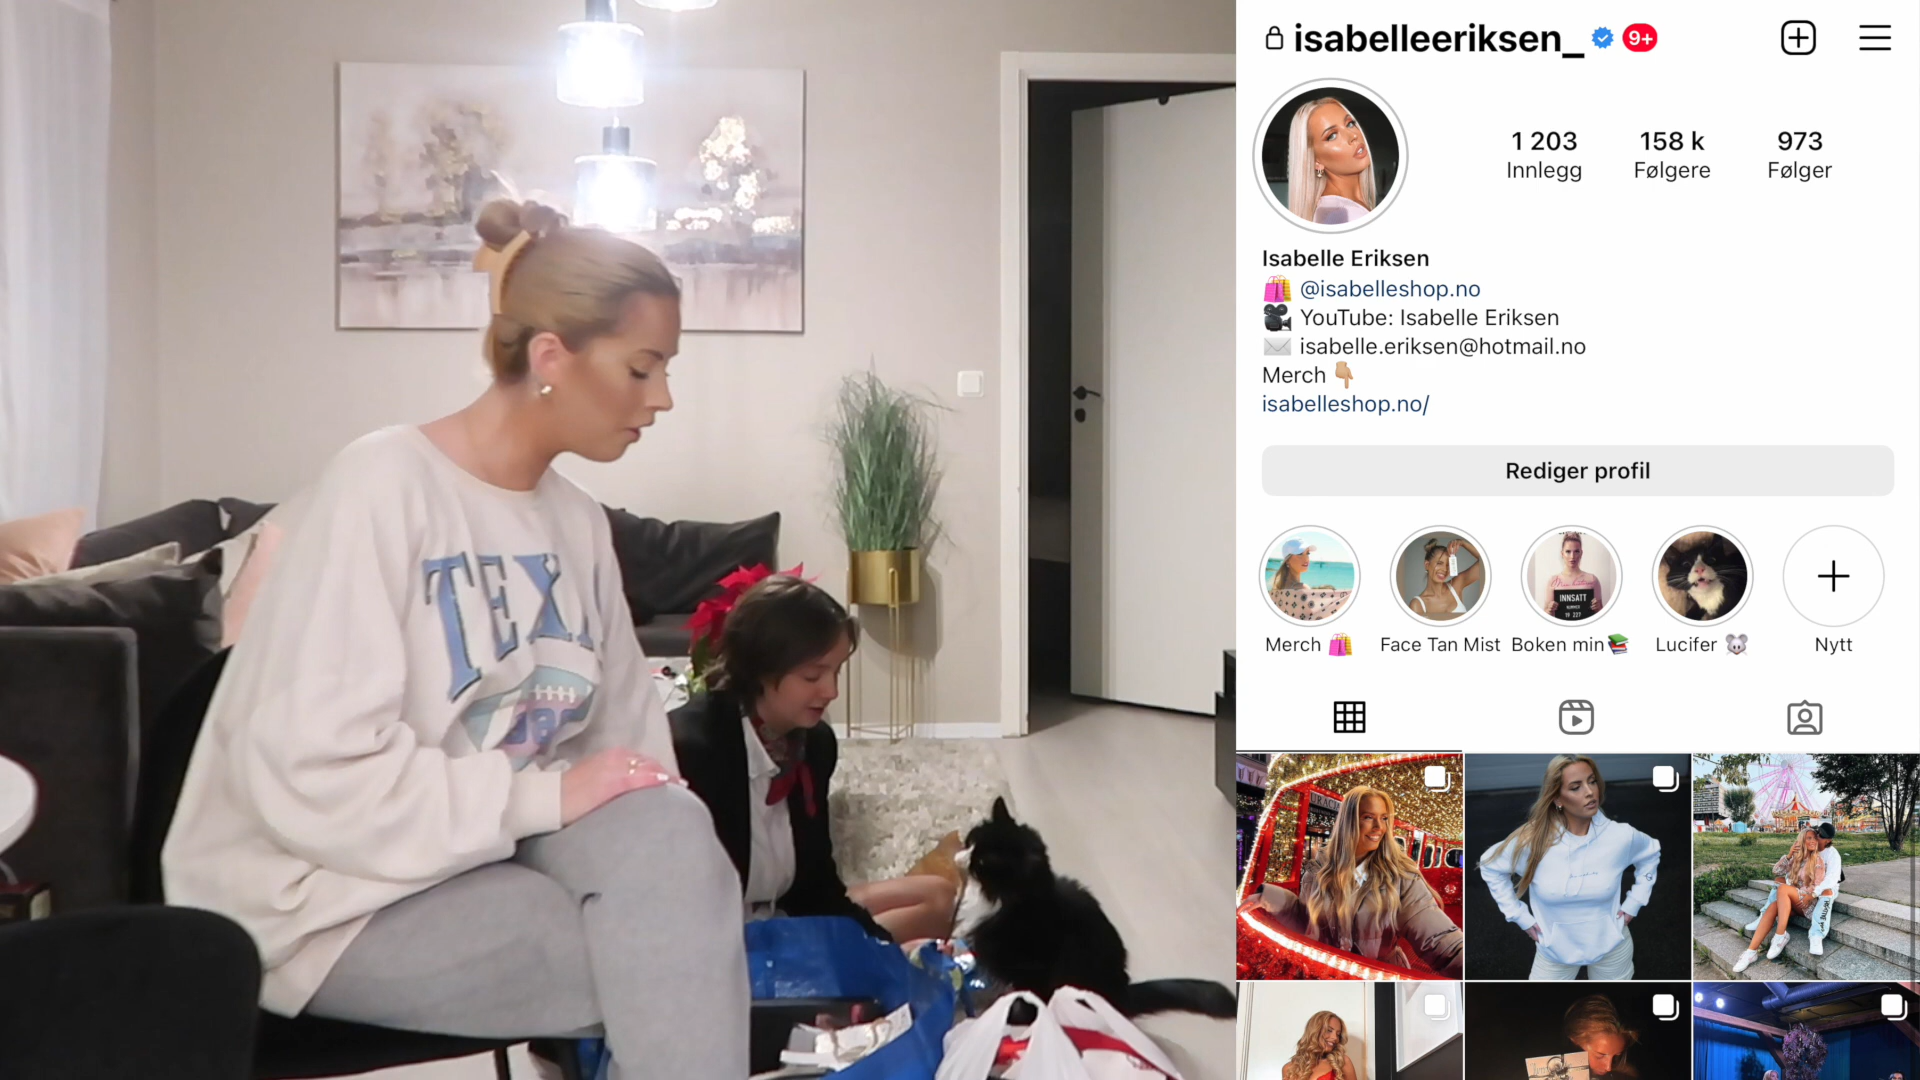 TEXA
isabelleeriksen_ 9+
1 203 158 k 973
Innlegg Følgere Følger
Isabelle Eriksen
@isabelleshop.no
YouTube: Isabelle Eriksen
isabelle.eriksen@hotmail.no
Merch
isabelleshop.no/
Rediger profil
INNSATT
Merch Face Tan Mist Boken min Lucifer Nytt